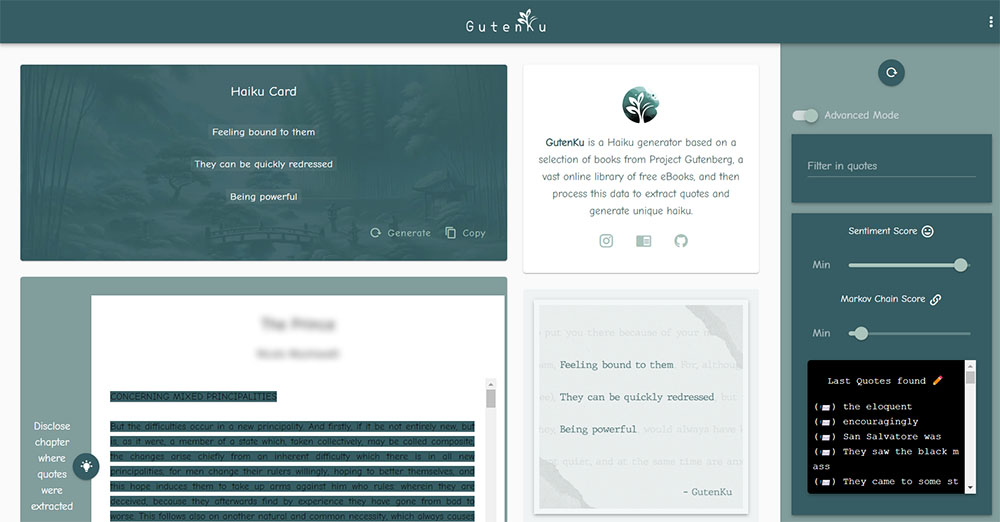 GutenKu
Haiku Card
Feeling bound to them
They can be quickly redressed
Being powerful
Generate
Copy
GutenKu is a Haiku generator based on a
selection of books from Project Gutenberg, a
vast online library of free eBooks, and then
process this data to extract quotes and
generate unique haiku.
Advanced Mode
Filter in quotes
Sentiment Score
Min
Markov Chain Score
Min
Last Quotes found
the eloquent
encouragingly
San Salvatore was
They saw the black m
ass
They came to some st
Disclose
chapter
where
quotes
were
extracted
The Prince
CONCERNING MIXED PRINCIPALITIES
But the difficulties occur in a new principality. And firstly, if it be not entirely new, but
is, as it were, a member of a state which, taken collectively, may be called composite,
the changes arise chiefly from an inherent difficulty which there is in all new
principalities; for men change their rulers willingly, hoping to better themselves, and
this hope induces them to take up arms against him who rules: wherein they are
deceived, because they afterwards find by experience they have gone from bad to
worse. This follows also on another natural and common necessity, which always causes
put you there because of your
Feeling bound to them. For, althou
They can be quickly redressed, but
they, Being powerful, would always have
not quiet, and at the same time are
~ GutenKu